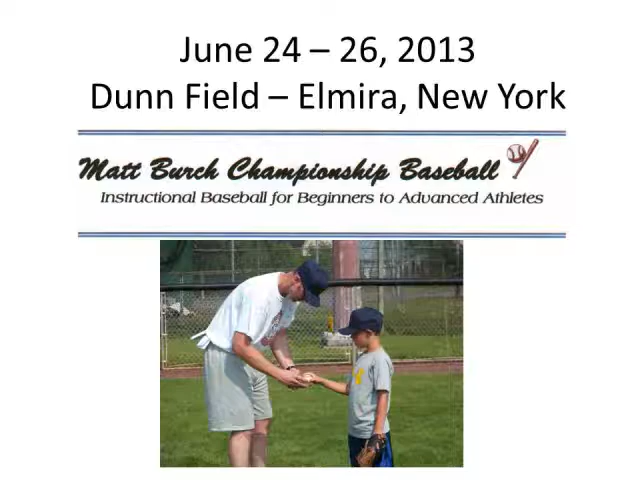 June 24 – 26, 2013
Dunn Field – Elmira, New York
Matt Burch Championship Baseball
Instructional Baseball for Beginners to Advanced Athletes